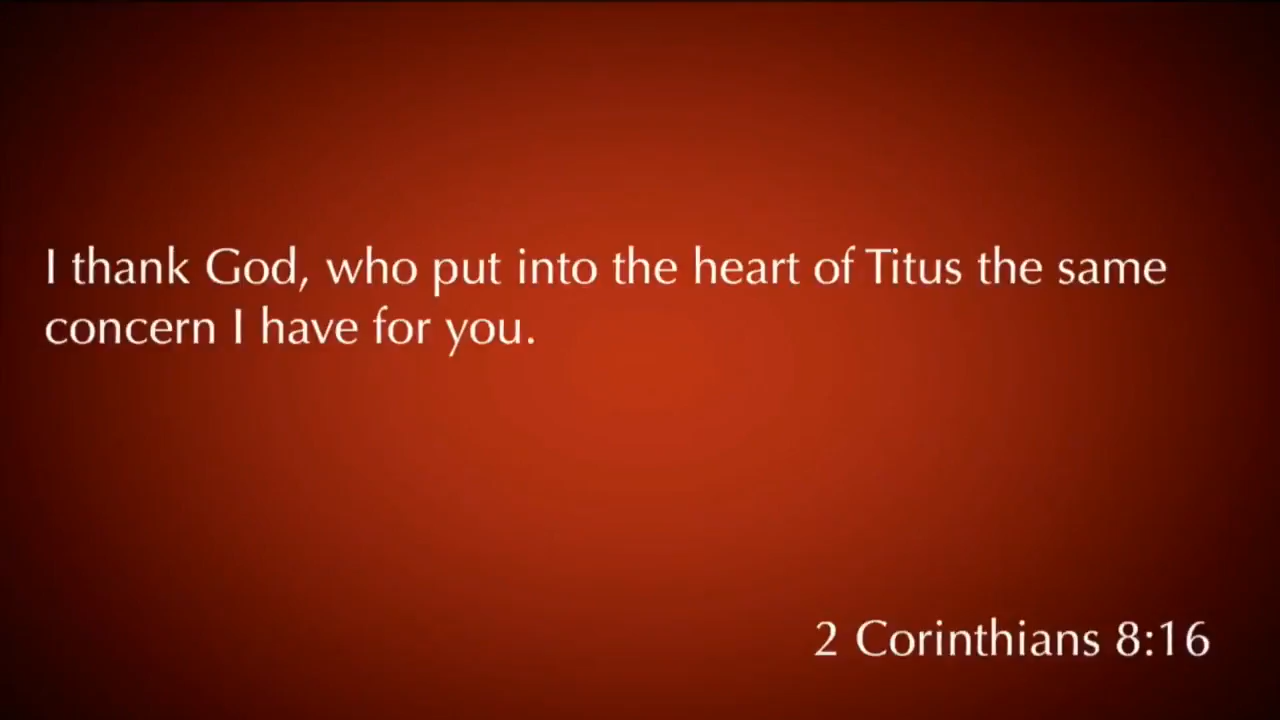 I thank God, who put into the heart of Titus the same
concern I have for you.
2 Corinthians 8:16